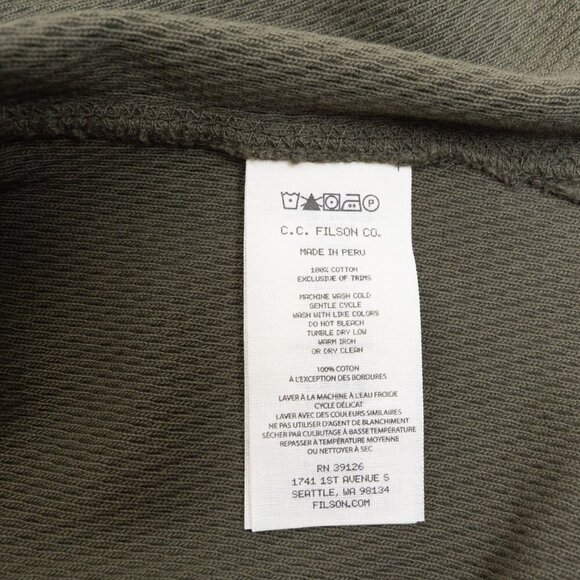 P
C.C. FILSON CO.
MADE IN PERU
100% COTTON
EXCLUSIVE OF TRIMS
MACHINE WASH COLD
GENTLE CYCLE
WASH WITH LIKE COLORS
DO NOT BLEACH
TUMBLE DRY LOW
WARM IRON
OR DRY CLEAN
100% COTON
À L'EXCEPTION DES BORDURES
LAVER À LA MACHINE À L'EAU FROIDE
CYCLE DÉLICAT
LAVER AVEC DES COULEURS SIMILAIRES
NE PAS UTILISER D'AGENT DE BLANCHIMENT
SÉCHER PAR CULBUTAGE À BASSE TEMPÉRATURE
REPASSER À TEMPÉRATURE MOYENNE
OU NETTOYER À SEC
RN 39126
1741 1ST AVENUE S
SEATTLE, WA 98134
FILSON.COM